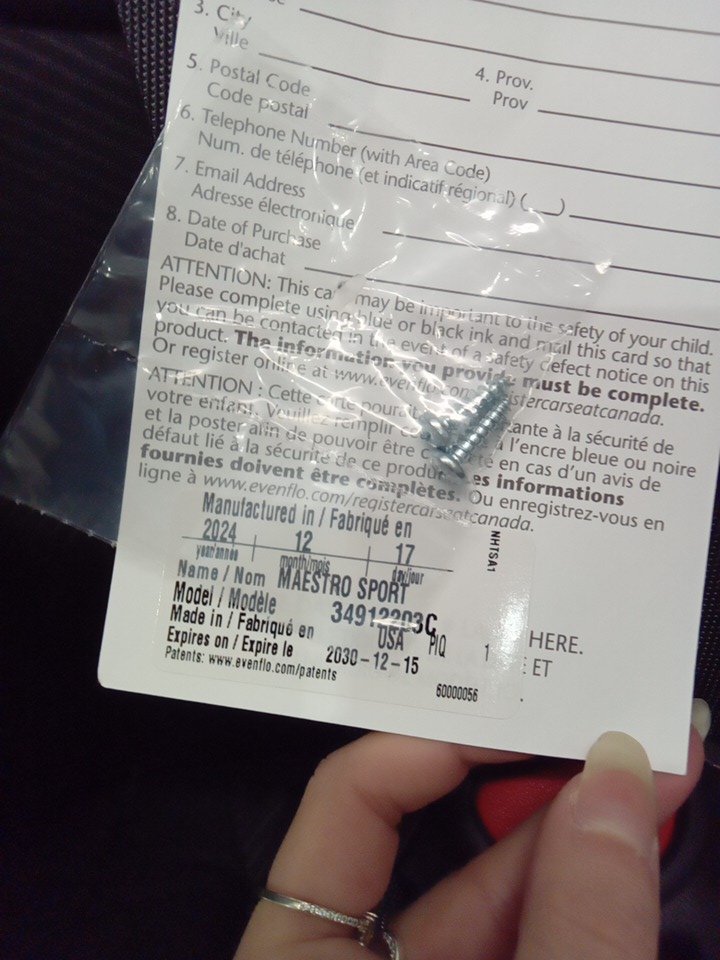 3. City
Ville
4. Prov.
Prov
5. Postal Code
Code postal
6. Telephone Number (with Area Code)
Num. de téléphone (et indicatif régional) (__)
7. Email Address
Adresse électronique
8. Date of Purchase
Date d'achat
ATTENTION: This may be important to the safety of your child.
Please complete using blue or black ink and mail this card so that
you can be contacted in the event of a safety defect notice on this
product. The information you provide must be complete.
Or register online at www.evenflo.com/registercarseatcanada.
ATTENTION : Cette carte pourrait importante à la sécurité de
votre enfant. Veuillez remplir à l'encre bleue ou noire
et la poster afin de pouvoir être en cas d'un avis de
défaut lié à la sécurité de ce produit. Les informations
fournies doivent être complètes. Ou enregistrez-vous en
ligne à www.evenflo.com/registercarseatcanada.
Manufactured in / Fabriqué en
2024 12 17
year/année month/mois day/jour
Name / Nom MAESTRO SPORT
Model / Modèle 34912203C
Made in / Fabriqué en USA PIQ 1
Expires on / Expire le 2030-12-15
Patents: www.evenflo.com/patents
60000056
NHTSA1
HERE.
ET